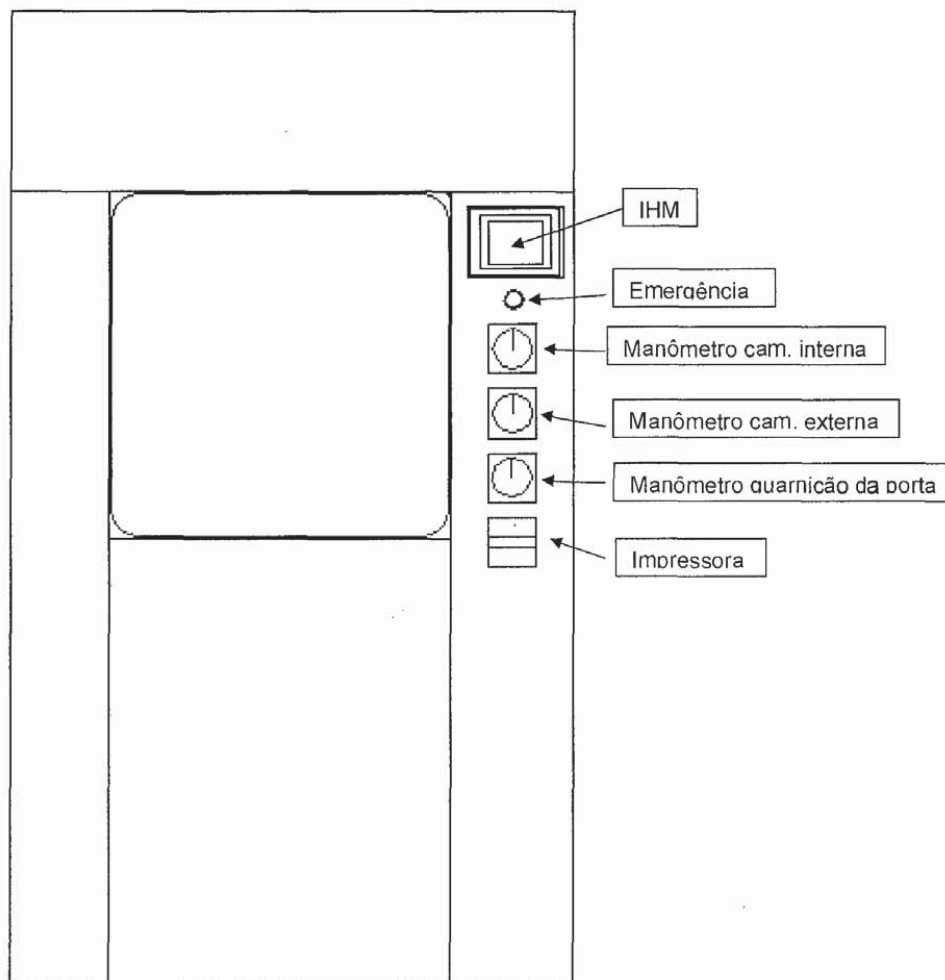 IHM
Emergência
Manômetro cam. interna
Manômetro cam. externa
Manômetro guarnição da porta
Impressora